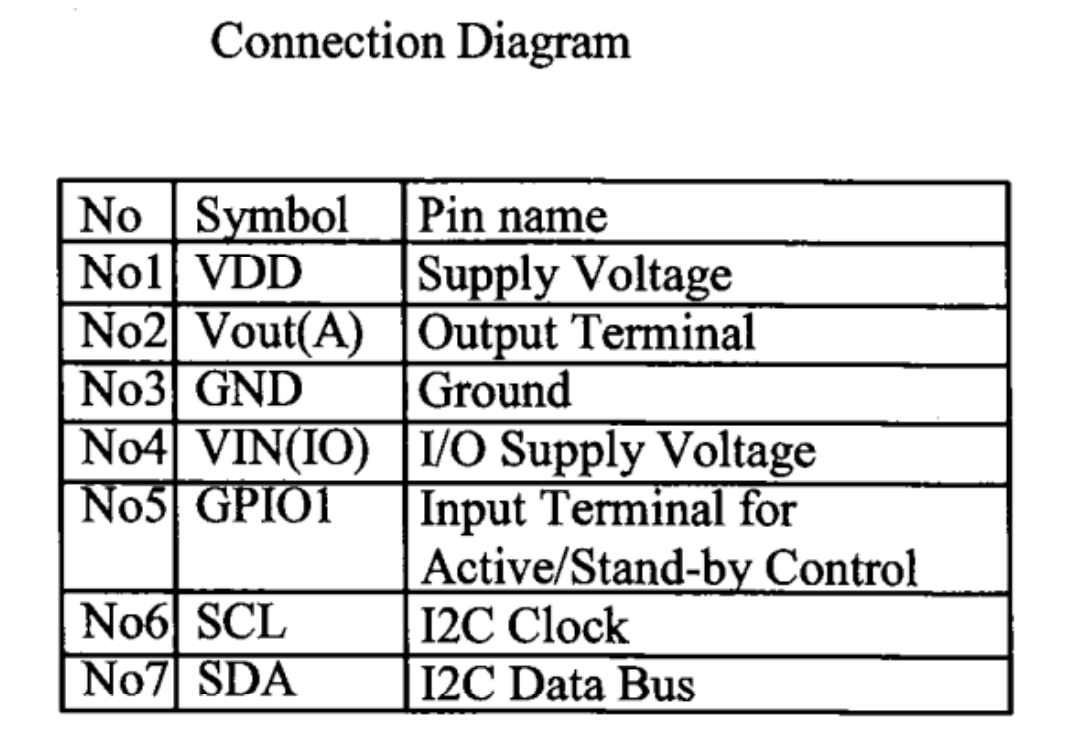 Connection Diagram
No Symbol Pin name
No1 VDD Supply Voltage
No2 Vout(A) Output Terminal
No3 GND Ground
No4 VIN(IO) I/O Supply Voltage
No5 GPIO1 Input Terminal for
Active/Stand-by Control
No6 SCL I2C Clock
No7 SDA I2C Data Bus